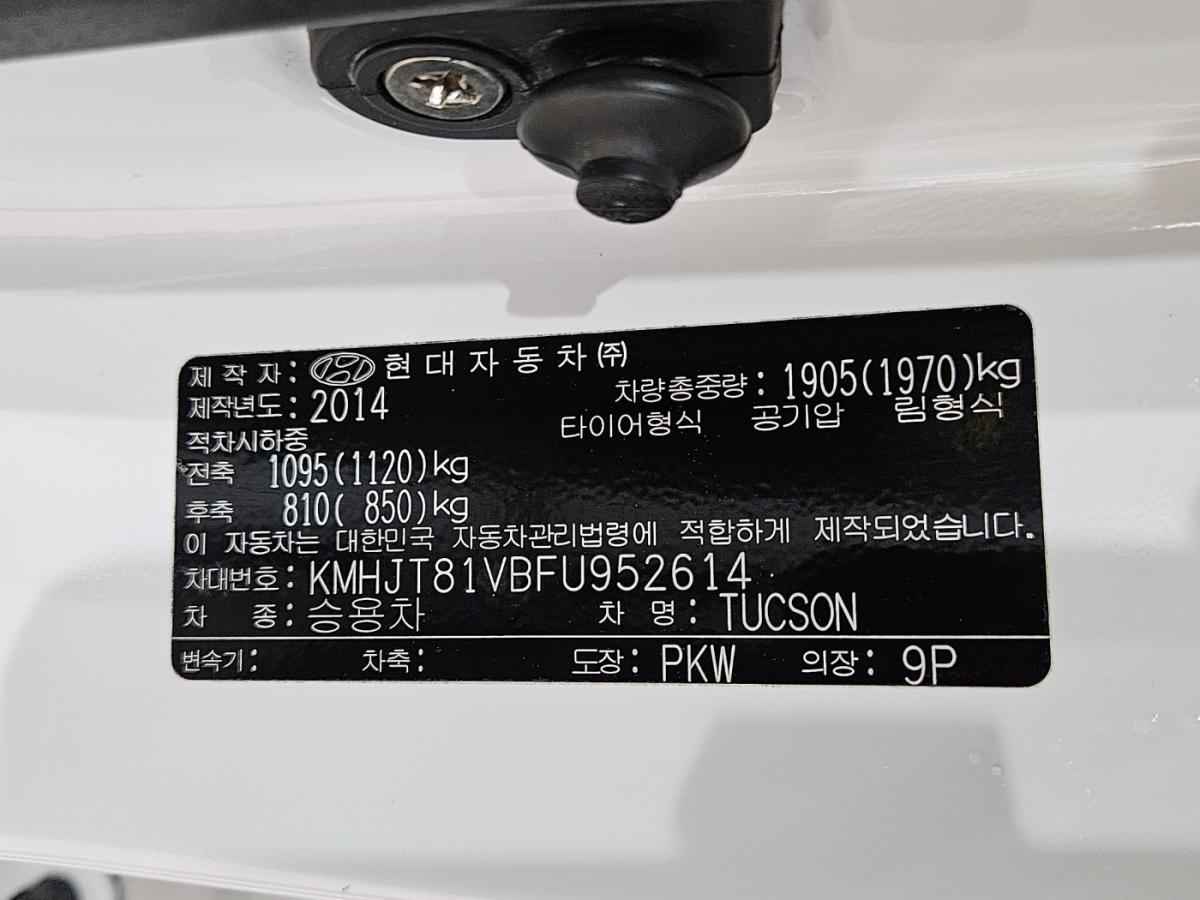 제 작 자: 현 대 자 동 차 ㈜
제작년도: 2014 차량총중량: 1905(1970)kg
적차시하중 타이어형식 공기압 림형식
전축 1095(1120)kg
후축 810( 850)kg
이 자동차는 대한민국 자동차관리법령에 적합하게 제작되었습니다.
차대번호: KMHJT81VBFU952614
차 종: 승용차 차 명: TUCSON
변속기: 차축: 도장: PKW 의장: 9P